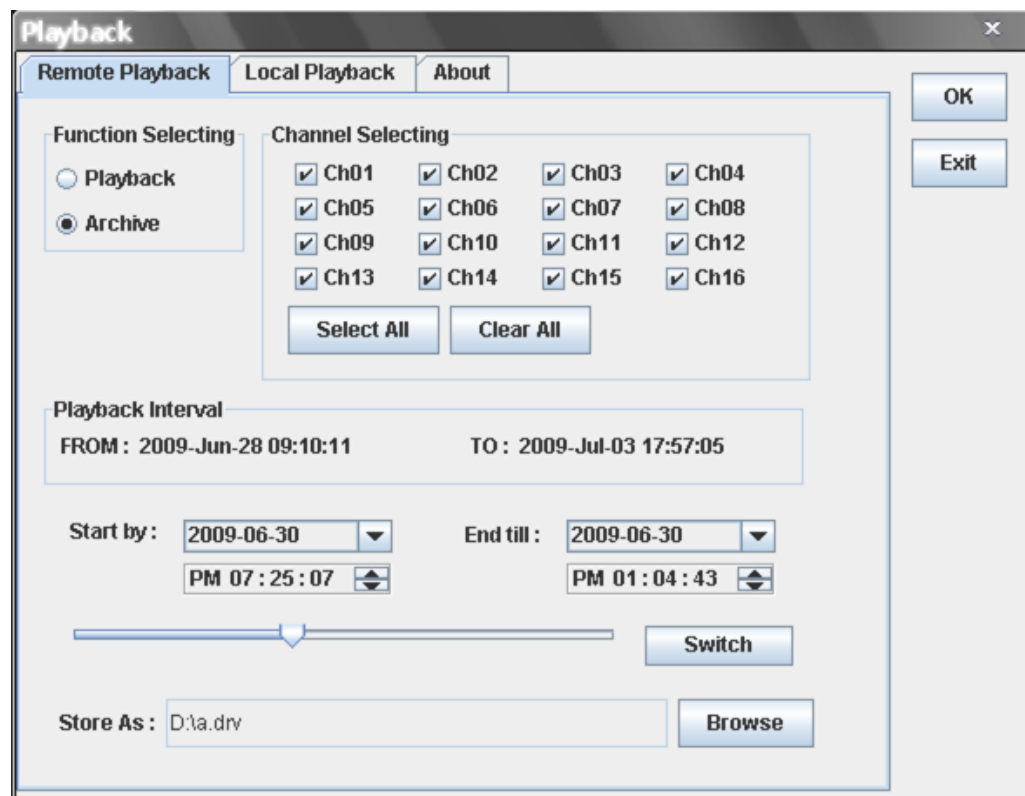 Playback
Remote Playback Local Playback About
OK
Exit
Function Selecting
Playback
Archive
Channel Selecting
Ch01 Ch02 Ch03 Ch04
Ch05 Ch06 Ch07 Ch08
Ch09 Ch10 Ch11 Ch12
Ch13 Ch14 Ch15 Ch16
Select All Clear All
Playback Interval
FROM : 2009-Jun-28 09:10:11 TO : 2009-Jul-03 17:57:05
Start by : 2009-06-30 End till : 2009-06-30
PM 07 : 25 : 07 PM 01 : 04 : 43
Switch
Store As : D:\a.drv Browse